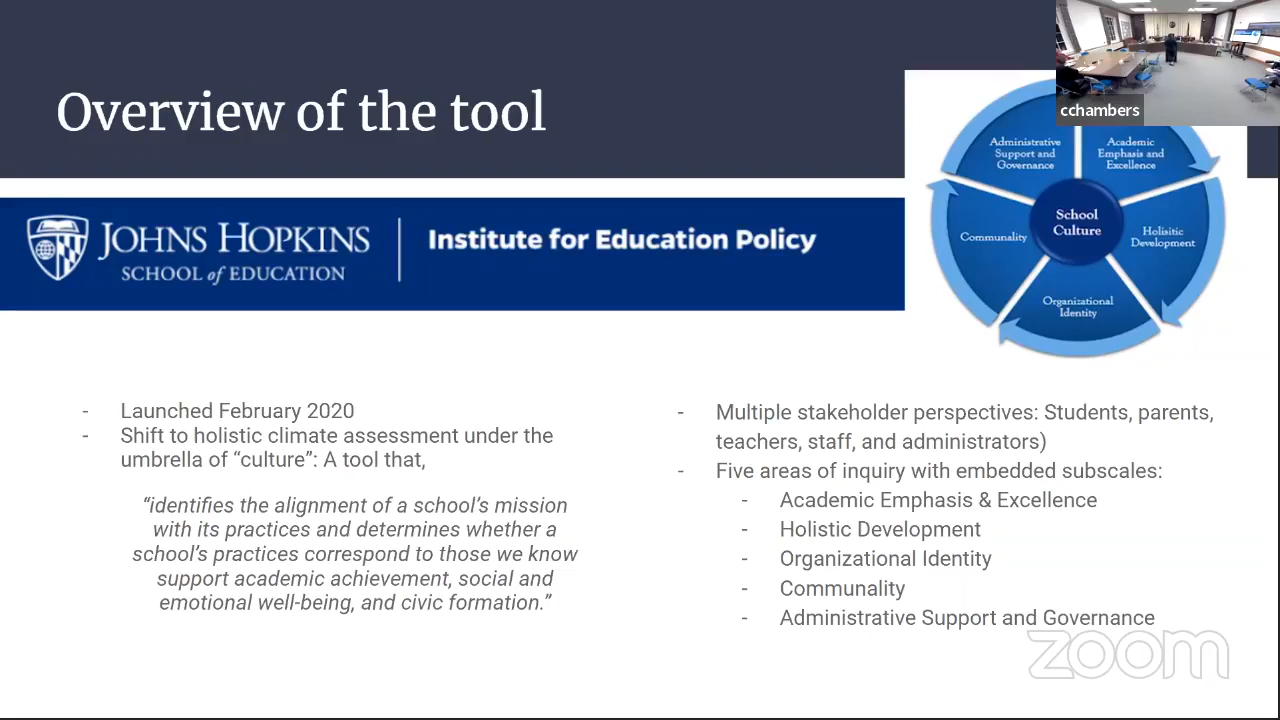 cchambers
Overview of the tool
JOHNS HOPKINS
SCHOOL of EDUCATION
Institute for Education Policy
Administrative
Support and
Governance
Academic
Emphasis and
Excellence
School
Culture
Communality
Holisitic
Development
Organizational
Identity
- Launched February 2020
- Shift to holistic climate assessment under the
umbrella of “culture”: A tool that,
“identifies the alignment of a school’s mission
with its practices and determines whether a
school’s practices correspond to those we know
support academic achievement, social and
emotional well-being, and civic formation.”
- Multiple stakeholder perspectives: Students, parents,
teachers, staff, and administrators)
- Five areas of inquiry with embedded subscales:
- Academic Emphasis & Excellence
- Holistic Development
- Organizational Identity
- Communality
- Administrative Support and Governance
zoom